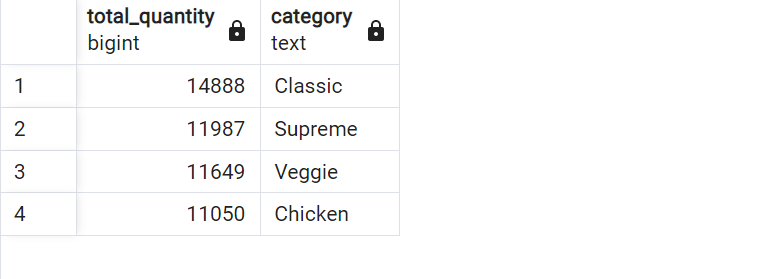 total_quantity category
bigint text
1 14888 Classic
2 11987 Supreme
3 11649 Veggie
4 11050 Chicken